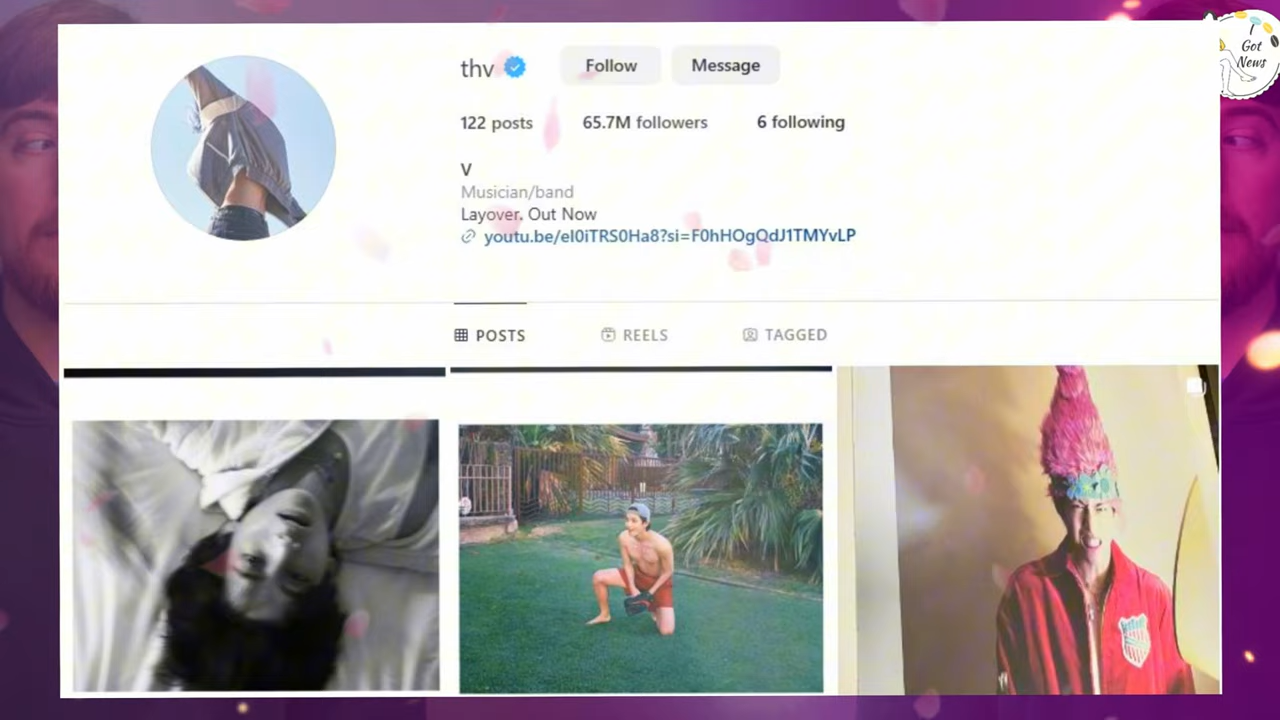 thv Follow Message
122 posts 65.7M followers 6 following
V
Musician/band
Layover. Out Now
youtu.be/el0iTRS0Ha8?si=F0hHOgQdJ1TMYvLP
POSTS REELS TAGGED
I
Got
News